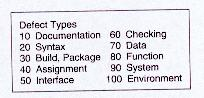 Defect Types
10 Documentation 60 Checking
20 Syntax 70 Data
30 Build, Package 80 Function
40 Assignment 90 System
50 Interface 100 Environment